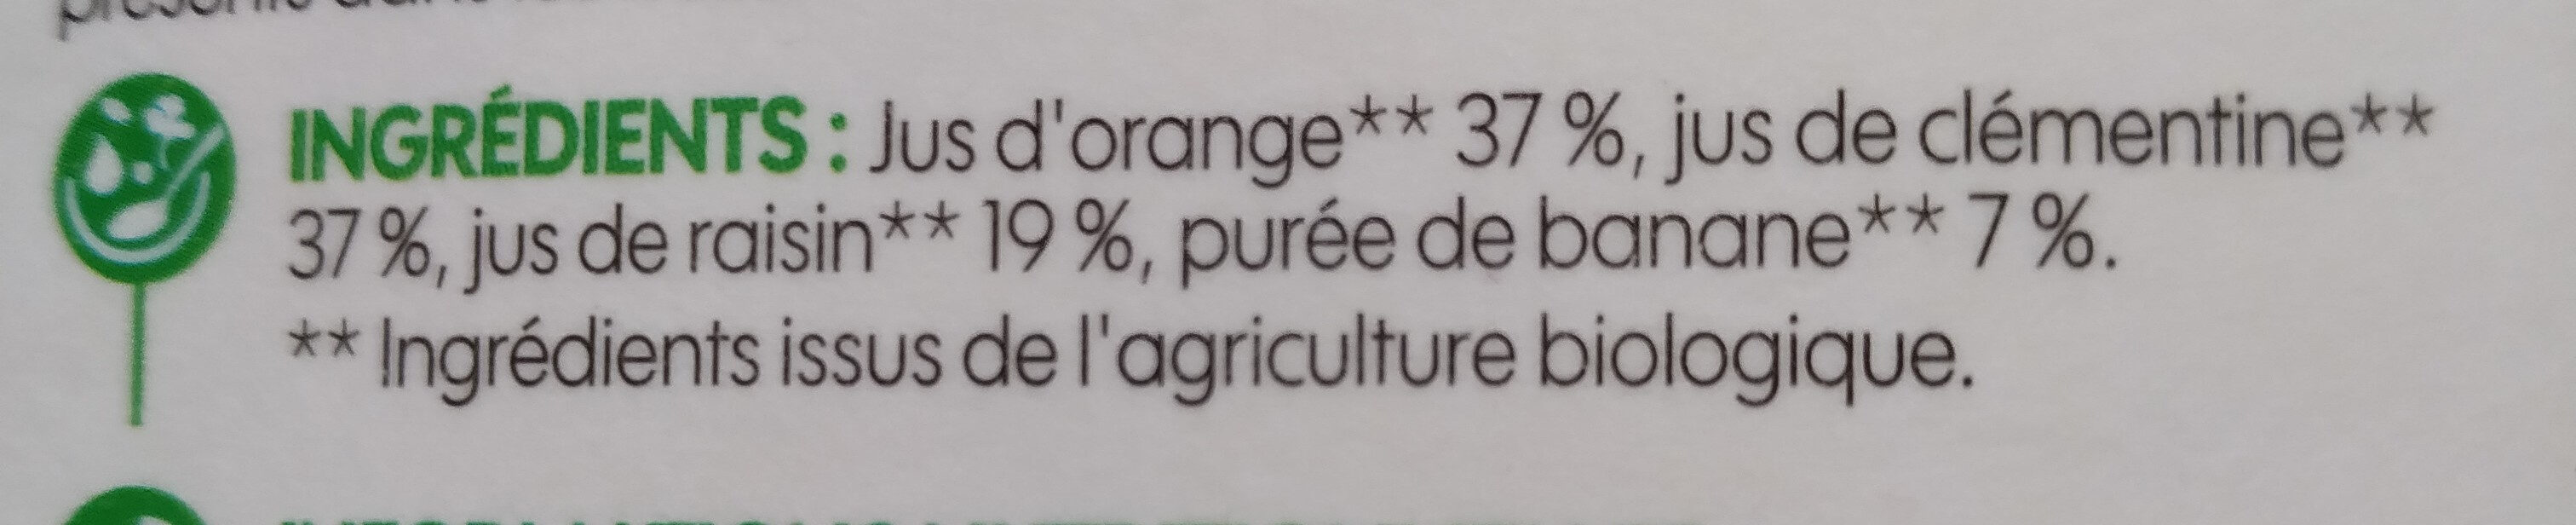 INGRÉDIENTS : Jus d'orange** 37 %, jus de clémentine**
37 %, jus de raisin** 19 %, purée de banane** 7 %.
** Ingrédients issus de l'agriculture biologique.